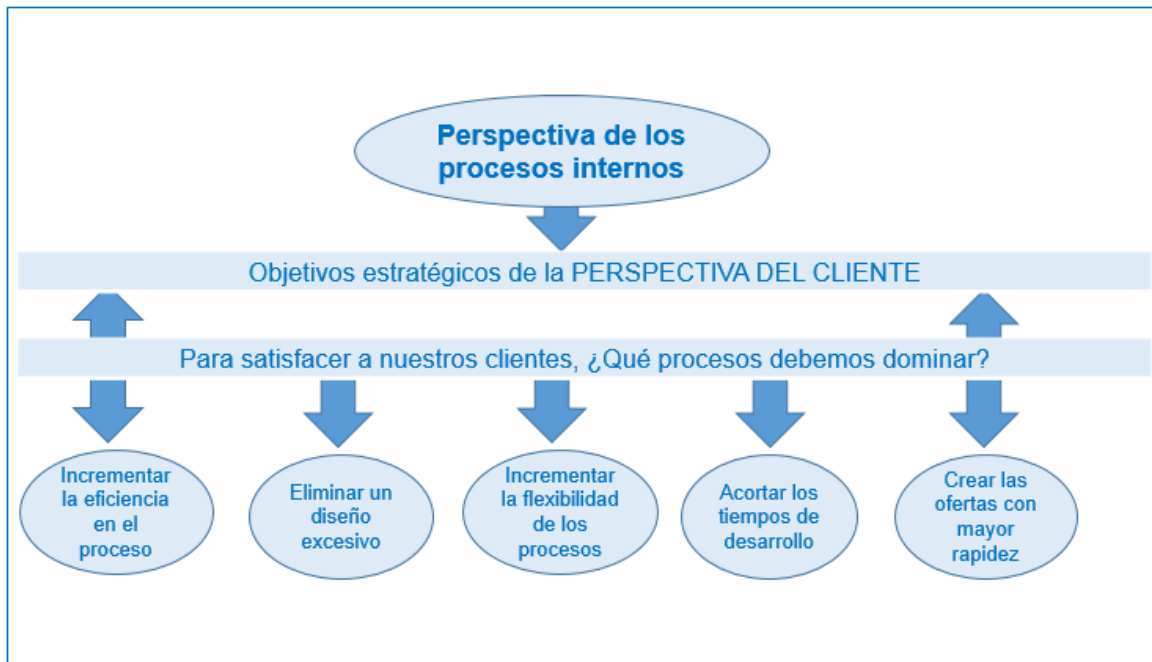 Perspectiva de los
procesos internos
Objetivos estratégicos de la PERSPECTIVA DEL CLIENTE
Para satisfacer a nuestros clientes, ¿Qué procesos debemos dominar?
Incrementar
la eficiencia
en el
proceso
Eliminar un
diseño
excesivo
Incrementar
la flexibilidad
de los
procesos
Acortar los
tiempos de
desarrollo
Crear las
ofertas con
mayor
rapidez